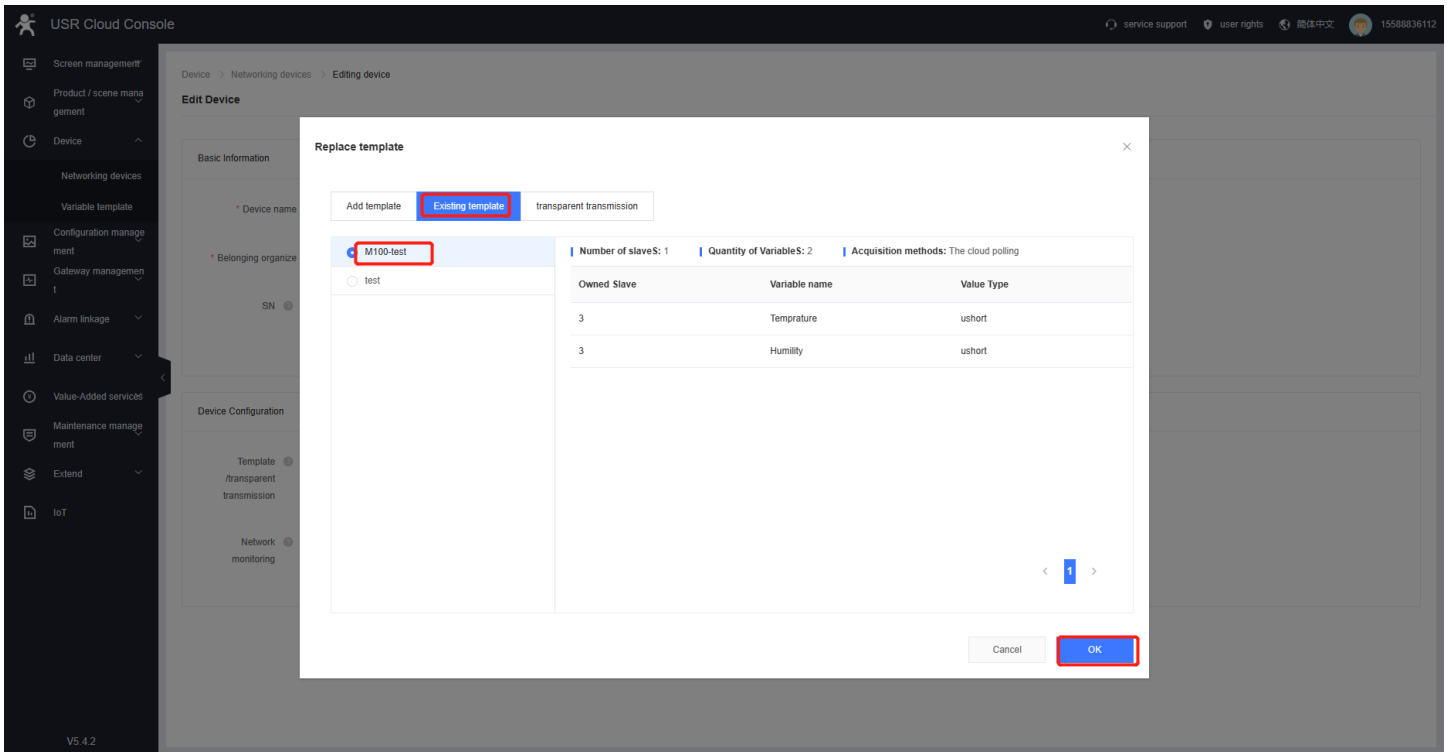 USR Cloud Console
service support
user rights
简体中文
15588836112
Screen management
Product / scene mana
gement
Device
Networking devices
Variable template
Configuration manage
ment
Gateway managemen
t
Alarm linkage
Data center
Value-Added services
Maintenance manage
ment
Extend
IoT
V5.4.2
Device > Networking devices > Editing device
Edit Device
Basic Information
* Device name
* Belonging organize
SN
Device Configuration
Template
/transparent
transmission
Network
monitoring
Replace template
Add template
Existing template
transparent transmission
M100-test
test
Number of slaveS: 1
Quantity of VariableS: 2
Acquisition methods: The cloud polling
Owned Slave Variable name Value Type
3 Temprature ushort
3 Humility ushort
< 1 >
Cancel
OK